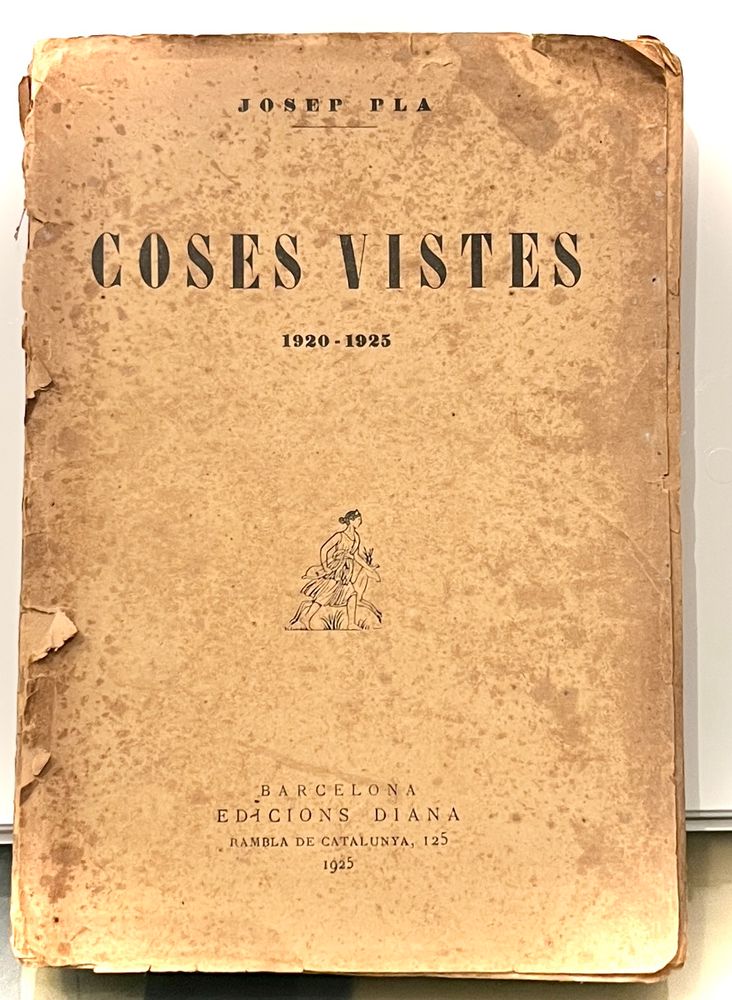 JOSEP PLA
COSES VISTES
1920-1925
BARCELONA
EDICIONS DIANA
RAMBLA DE CATALUNYA, 125
1925